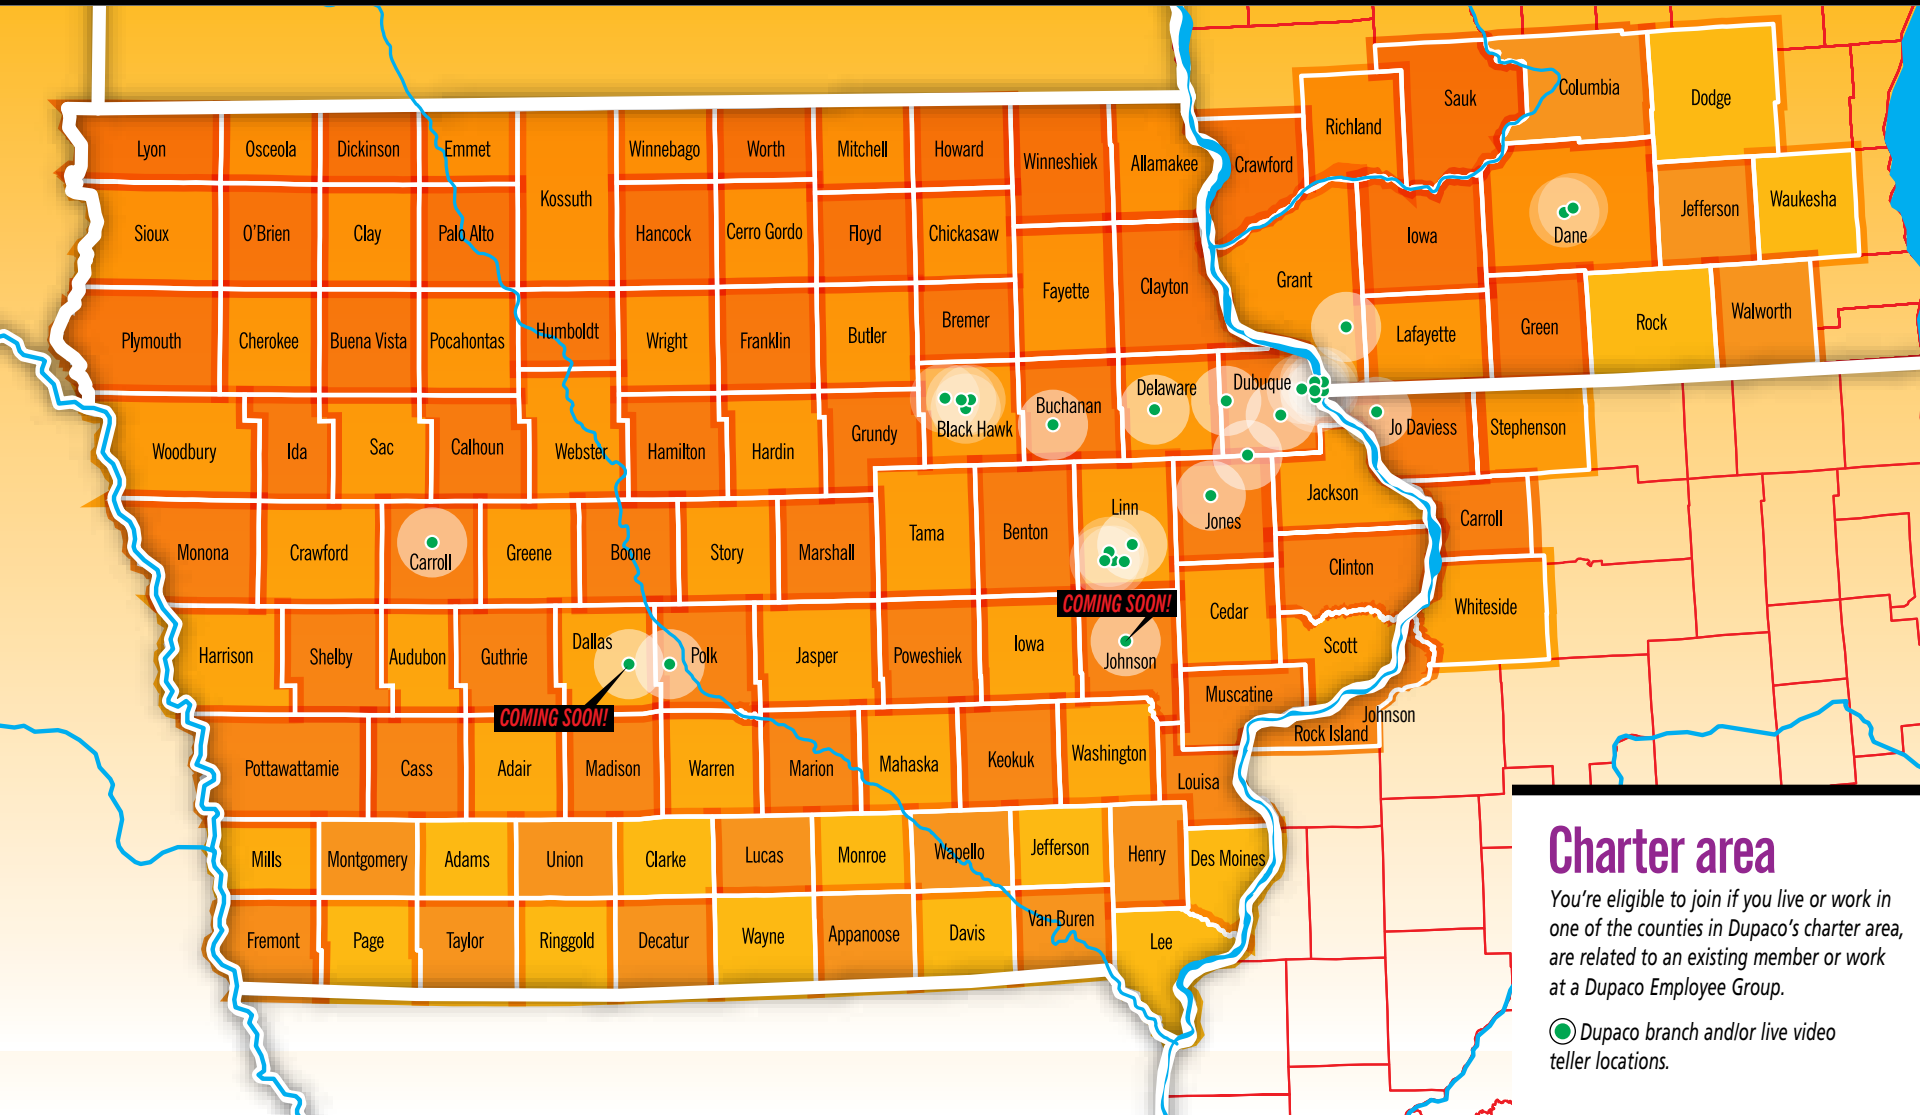 Lyon
Osceola
Dickinson
Emmet
Kossuth
Winnebago
Worth
Mitchell
Howard
Winneshiek
Allamakee
Crawford
Richland
Sauk
Columbia
Dodge
Sioux
O'Brien
Clay
Palo Alto
Hancock
Cerro Gordo
Floyd
Chickasaw
Fayette
Clayton
Grant
Iowa
Dane
Jefferson
Waukesha
Plymouth
Cherokee
Buena Vista
Pocahontas
Humboldt
Wright
Franklin
Butler
Bremer
Lafayette
Green
Rock
Walworth
Woodbury
Ida
Sac
Calhoun
Webster
Hamilton
Hardin
Grundy
Black Hawk
Buchanan
Delaware
Dubuque
Jo Daviess
Stephenson
Monona
Crawford
Carroll
Greene
Boone
Story
Marshall
Tama
Benton
Linn
Jones
Jackson
Carroll
Clinton
Whiteside
COMING SOON!
Harrison
Shelby
Audubon
Guthrie
Dallas
Polk
Jasper
Poweshiek
Iowa
Johnson
Cedar
Scott
Muscatine
Johnson
Rock Island
COMING SOON!
Pottawattamie
Cass
Adair
Madison
Warren
Marion
Mahaska
Keokuk
Washington
Louisa
Mills
Montgomery
Adams
Union
Clarke
Lucas
Monroe
Wapello
Jefferson
Henry
Des Moines
Fremont
Page
Taylor
Ringgold
Decatur
Wayne
Appanoose
Davis
Van Buren
Lee
Charter area
You're eligible to join if you live or work in
one of the counties in Dupaco's charter area,
are related to an existing member or work
at a Dupaco Employee Group.
Dupaco branch and/or live video
teller locations.